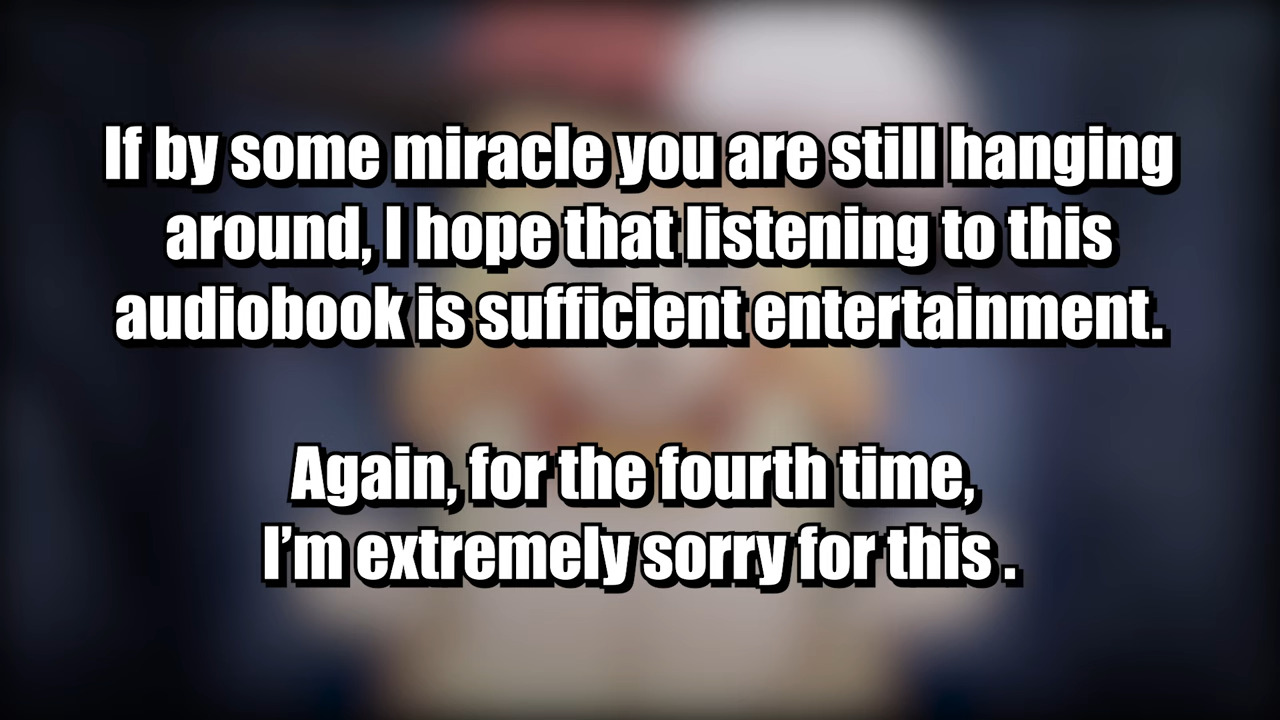 If by some miracle you are still hanging
around, I hope that listening to this
audiobook is sufficient entertainment.
Again, for the fourth time,
I’m extremely sorry for this .